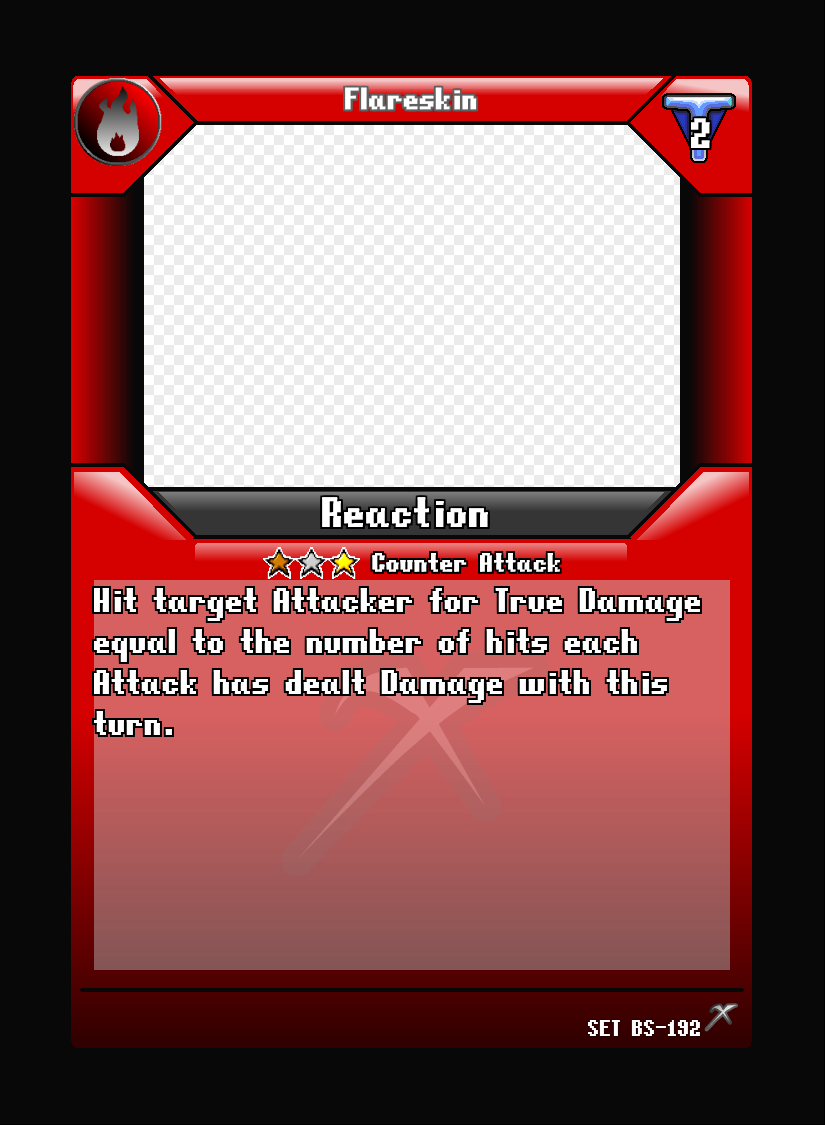 Flareskin
2
Reaction
Counter Attack
Hit target Attacker for True Damage
equal to the number of hits each
Attack has dealt Damage with this
turn.
SET BS-192